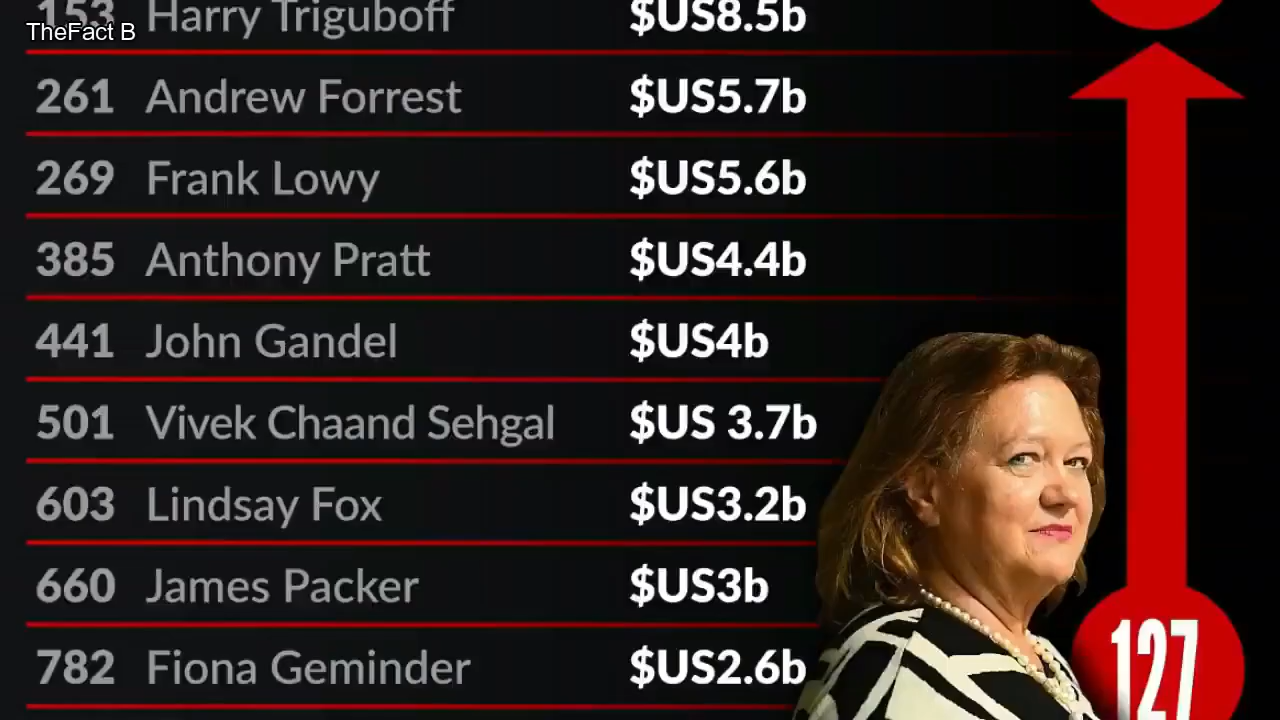 153 Harry Triguboff $US8.5b
TheFact B
261 Andrew Forrest $US5.7b
269 Frank Lowy $US5.6b
385 Anthony Pratt $US4.4b
441 John Gandel $US4b
501 Vivek Chaand Sehgal $US 3.7b
603 Lindsay Fox $US3.2b
660 James Packer $US3b
782 Fiona Geminder $US2.6b
127